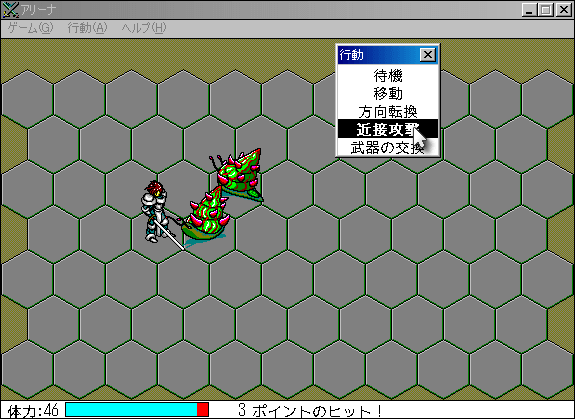 アリーナ
ゲーム(G) 行動(A) ヘルプ(H)
行動
待機
移動
方向転換
近接攻撃
武器の交換
体力:46 3 ポイントのヒット!